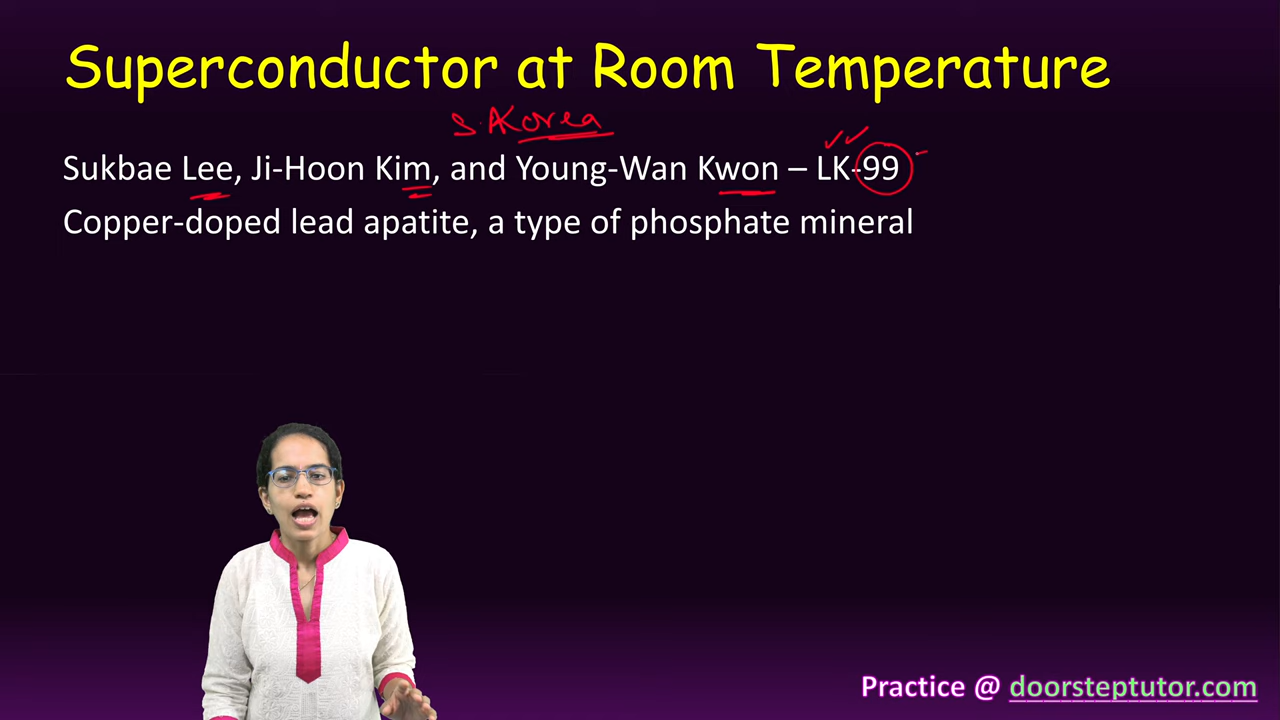 Superconductor at Room Temperature
S. Korea
Sukbae Lee, Ji-Hoon Kim, and Young-Wan Kwon – LK-99
Copper-doped lead apatite, a type of phosphate mineral
Practice @ doorsteptutor.com